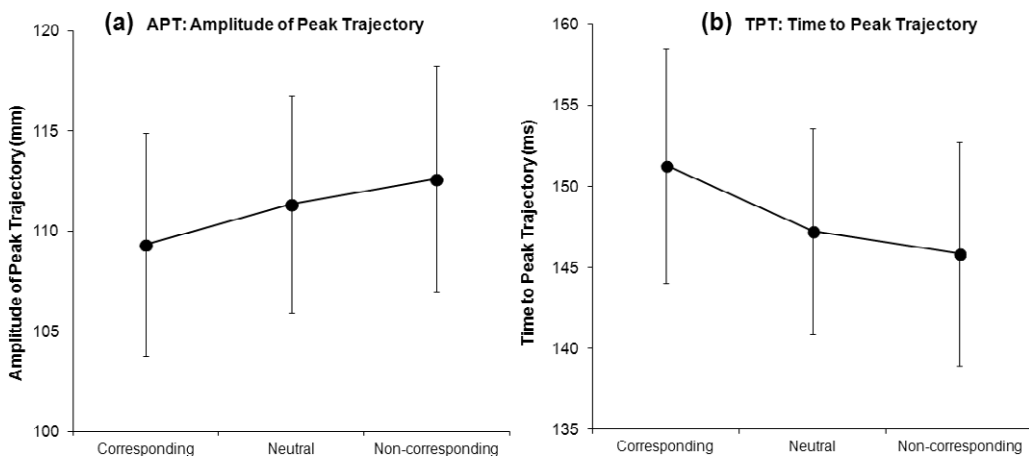 (a) APT: Amplitude of Peak Trajectory
Amplitude of Peak Trajectory (mm)
120
115
110
105
100
Corresponding Neutral Non-corresponding
(b) TPT: Time to Peak Trajectory
Time to Peak Trajectory (ms)
160
155
150
145
140
135
Corresponding Neutral Non-corresponding